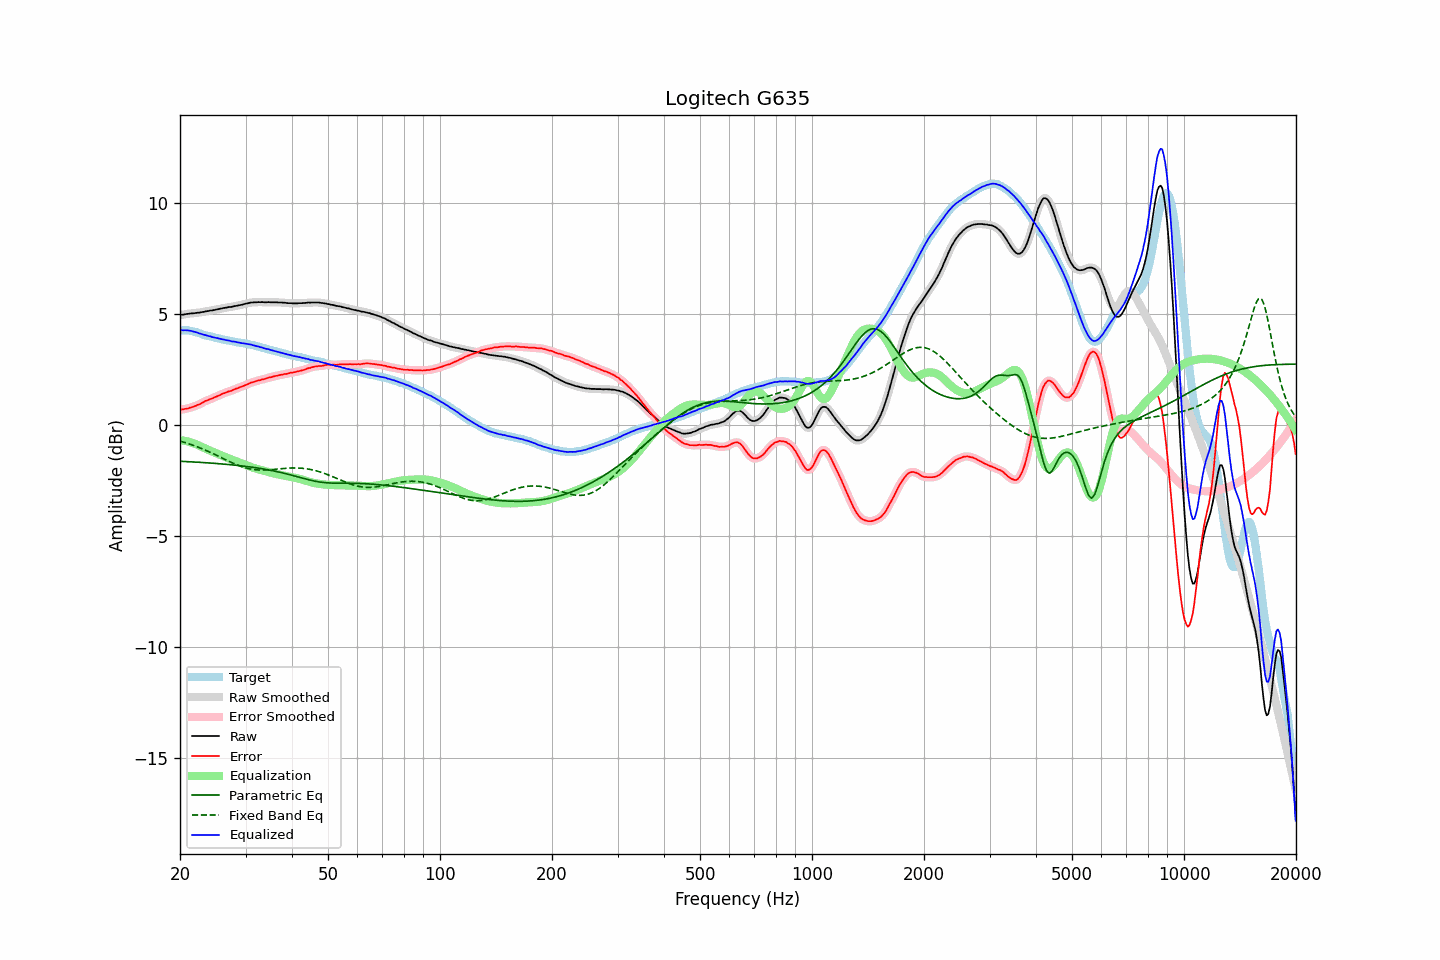 Logitech G635
Amplitude (dBr)
10
5
0
−5
−10
−15
Target
Raw Smoothed
Error Smoothed
Raw
Error
Equalization
Parametric Eq
Fixed Band Eq
Equalized
20 50 100 200 500 1000 2000 5000 10000 20000
Frequency (Hz)